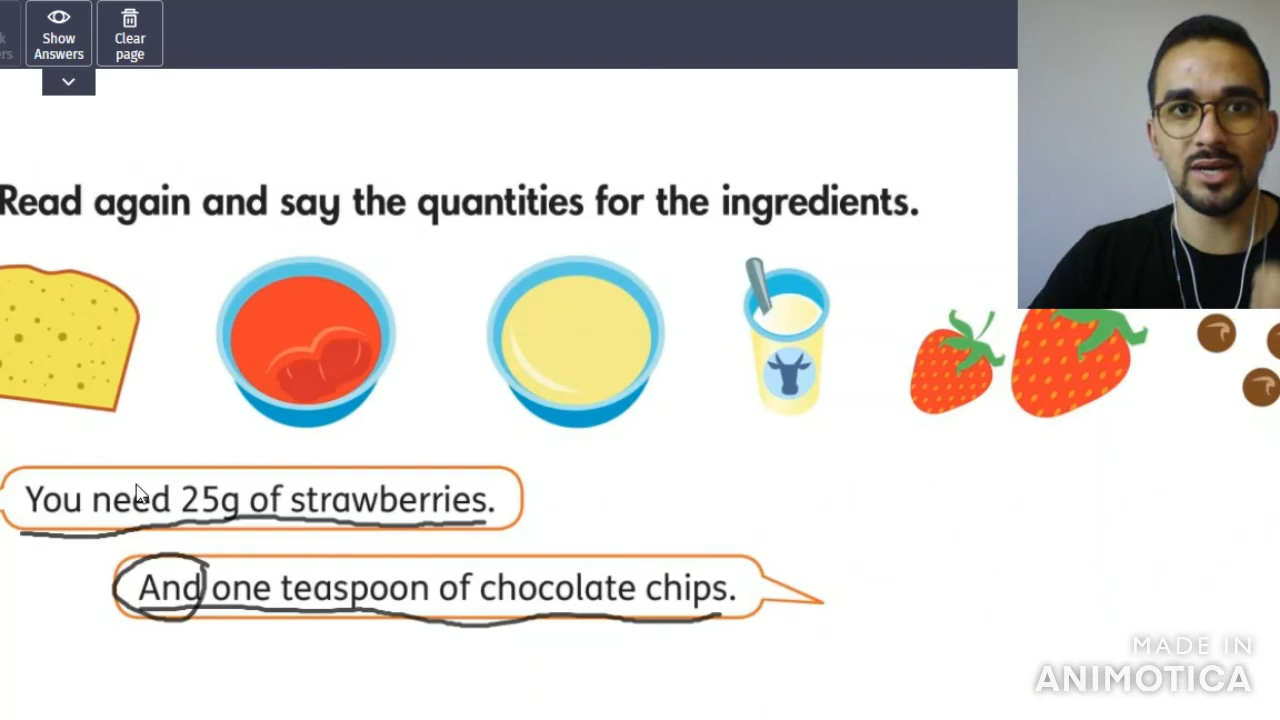 Show
Answers
Clear
page
Read again and say the quantities for the ingredients.
You need 25g of strawberries.
And one teaspoon of chocolate chips.
MADE IN
ANIMOTICA